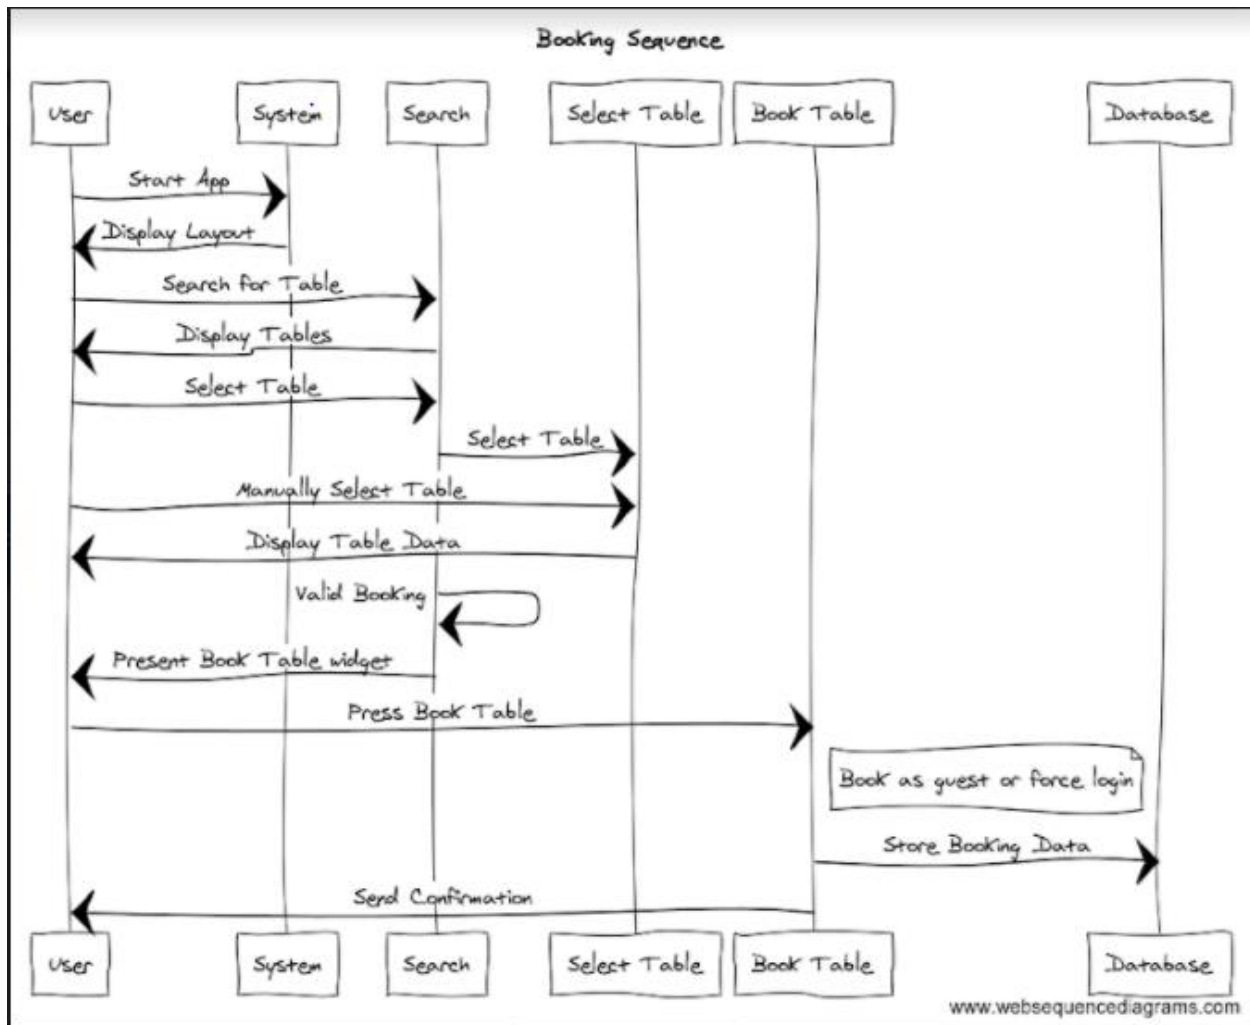 Booking Sequence
User System Search Select Table Book Table Database
Start App
Display Layout
Search for Table
Display Tables
Select Table
Select Table
Manually Select Table
Display Table Data
Valid Booking
Present Book Table widget
Press Book Table
Book as guest or force login
Store Booking Data
Send Confirmation
User System Search Select Table Book Table Database
www.websequencediagrams.com